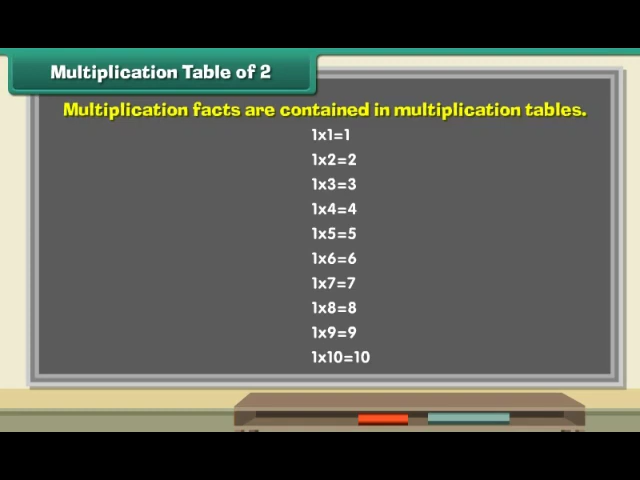 Multiplication Table of 2
Multiplication facts are contained in multiplication tables.
1x1=1
1x2=2
1x3=3
1x4=4
1x5=5
1x6=6
1x7=7
1x8=8
1x9=9
1x10=10